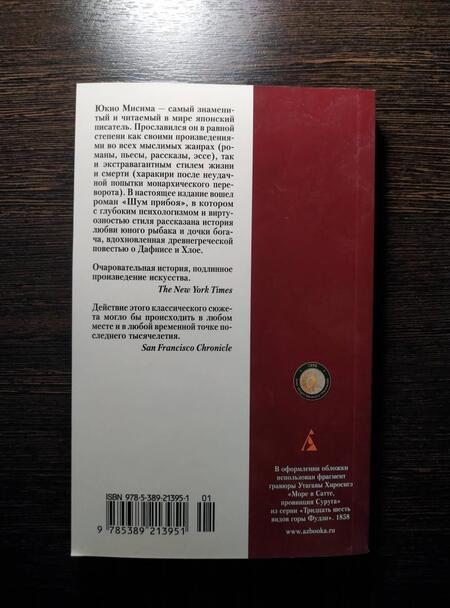 Юкио Мисима — самый знамени-
тый и читаемый в мире японский
писатель. Прославился он в равной
степени как своими произведения-
ми во всех мыслимых жанрах (ро-
маны, пьесы, рассказы, эссе), так
и экстравагантным стилем жизни
и смерти (харакири после неудач-
ной попытки монархического пере-
ворота). В настоящее издание вошел
роман «Шум прибоя», в котором
с глубоким психологизмом и вирту-
озностью стиля рассказана история
любви юного рыбака и дочки бога-
ча, вдохновленная древнегреческой
повестью о Дафнисе и Хлое.
Очаровательная история, подлинное
произведение искусства.
The New York Times
Действие этого классического сюже-
та могло бы происходить в любом
месте и в любой временной точке по-
следнего тысячелетия.
San Francisco Chronicle
ISBN 978-5-389-21395-1
01
9 785389 213951
В оформлении обложки
использован фрагмент
гравюры Утагавы Хиросигэ
«Море в Сатте,
провинция Суруга»
из серии «Тридцать шесть
видов горы Фудзи». 1858
www.azbooka.ru